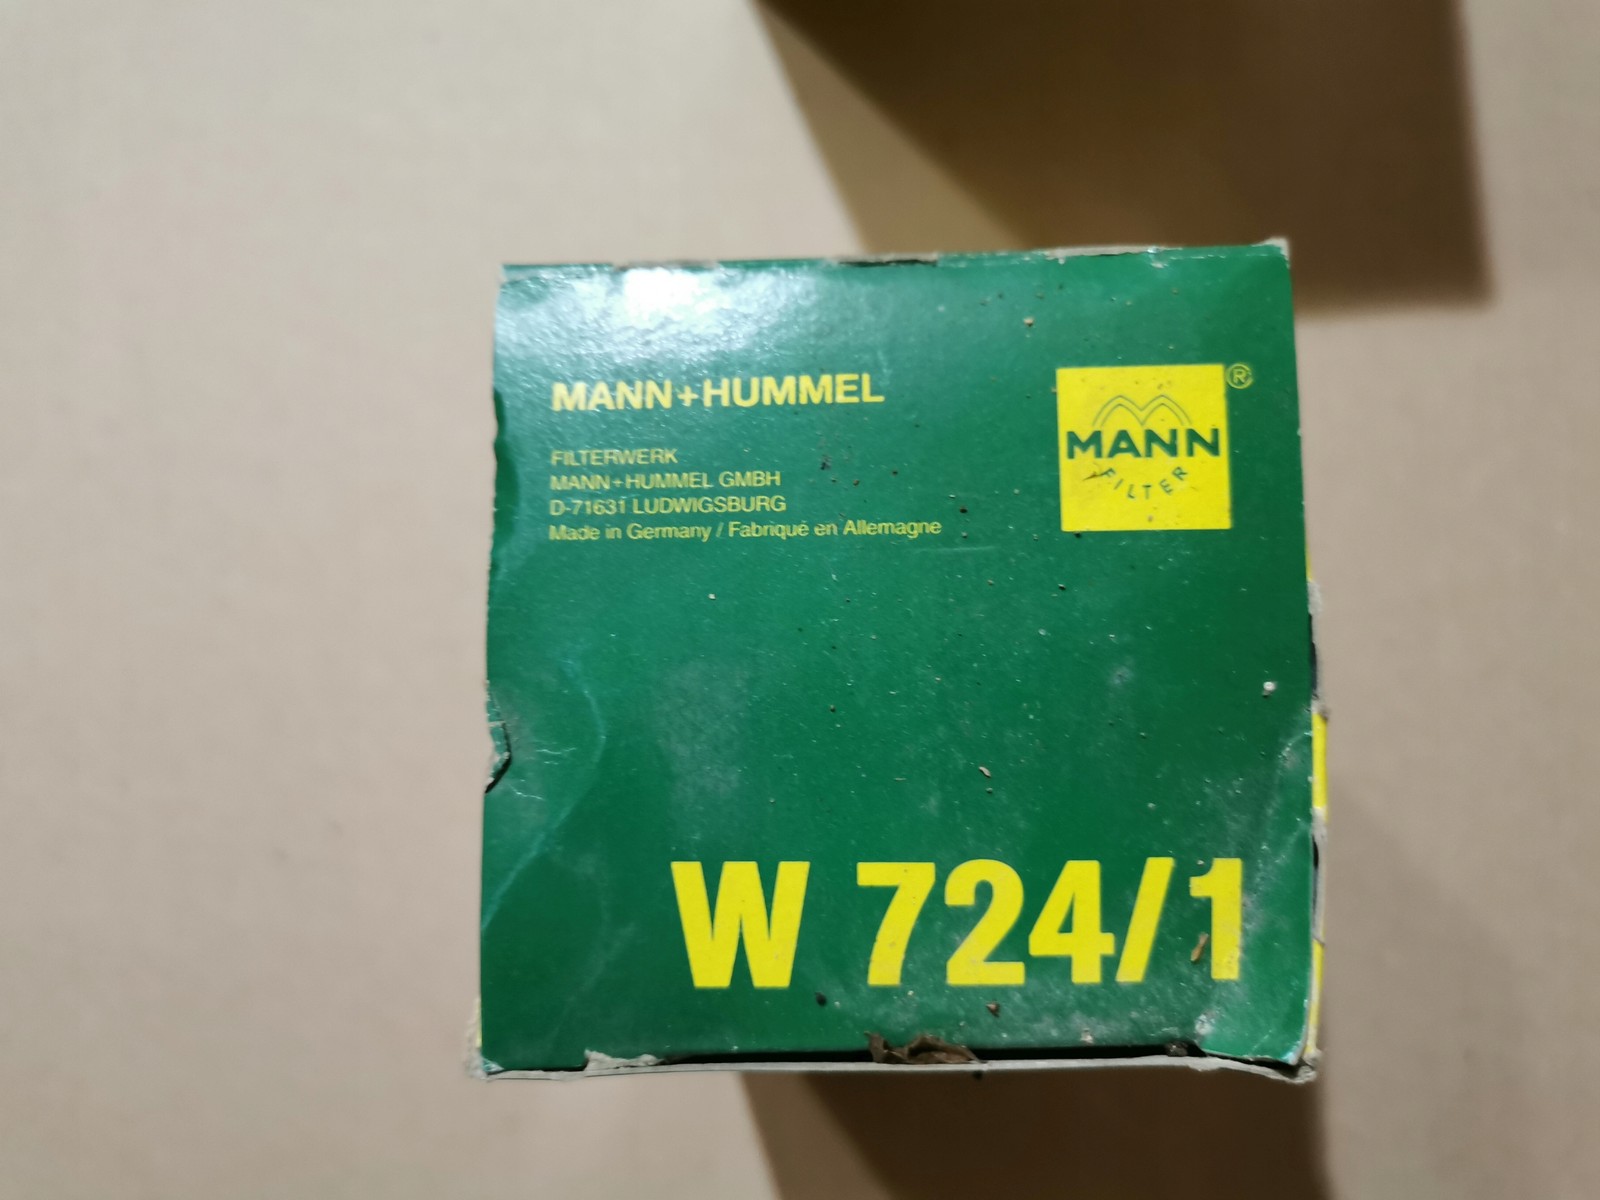 MANN+HUMMEL
FILTERWERK
MANN+HUMMEL GMBH
D-71631 LUDWIGSBURG
Made in Germany / Fabriqué en Allemagne
MANN ®
FILTER
W 724/1